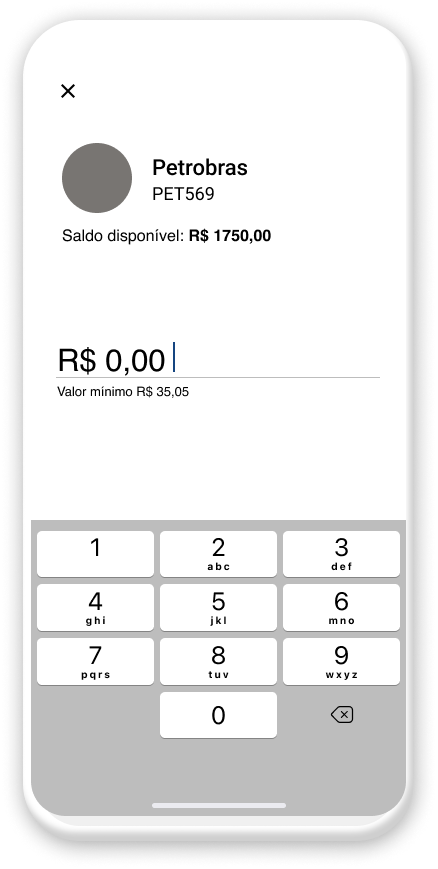 Petrobras
PET569
Saldo disponível: R$ 1750,00
R$ 0,00
Valor mínimo R$ 35,05
1
2
abc
3
def
4
ghi
5
jkl
6
mno
7
pqrs
8
tuv
9
wxyz
0